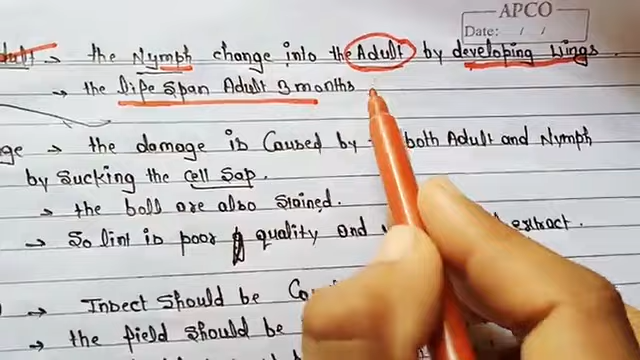 APCO
Date: / /
→ the Nymph change into the Adult by developing wings.
→ the life span Adult 3 months
→ the damage is Caused by both Adult and Nymph
by Sucking the cell Sap.
→ the boll are also Stained.
→ So lint is poor quality and extract.
→ Insect Should be
→ the field Should be